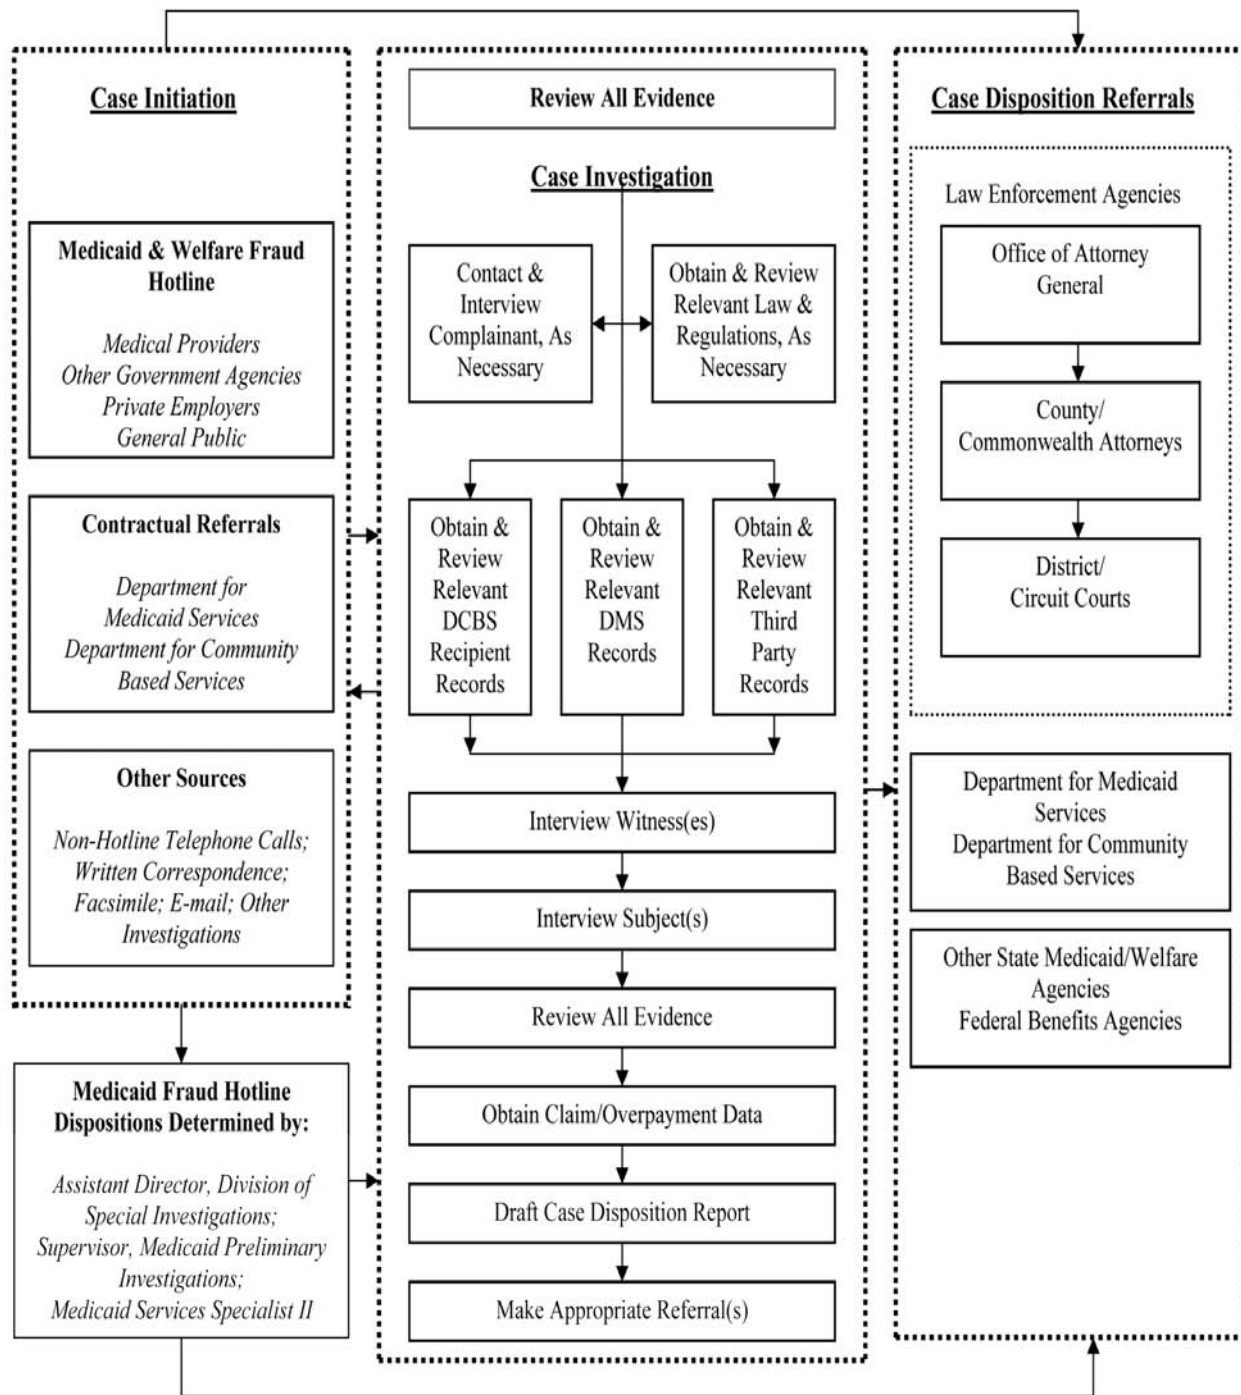 Case Initiation
Medicaid & Welfare Fraud
Hotline
Medical Providers
Other Government Agencies
Private Employers
General Public
Contractual Referrals
Department for
Medicaid Services
Department for Community
Based Services
Other Sources
Non-Hotline Telephone Calls;
Written Correspondence;
Facsimile; E-mail; Other
Investigations
Medicaid Fraud Hotline
Dispositions Determined by:
Assistant Director, Division of
Special Investigations;
Supervisor, Medicaid Preliminary
Investigations;
Medicaid Services Specialist II
Review All Evidence
Case Investigation
Contact &
Interview
Complainant, As
Necessary
Obtain & Review
Relevant Law &
Regulations, As
Necessary
Obtain &
Review
Relevant
DCBS
Recipient
Records
Obtain &
Review
Relevant
DMS
Records
Obtain &
Review
Relevant
Third
Party
Records
Interview Witness(es)
Interview Subject(s)
Review All Evidence
Obtain Claim/Overpayment Data
Draft Case Disposition Report
Make Appropriate Referral(s)
Case Disposition Referrals
Law Enforcement Agencies
Office of Attorney
General
County/
Commonwealth Attorneys
District/
Circuit Courts
Department for Medicaid
Services
Department for Community
Based Services
Other State Medicaid/Welfare
Agencies
Federal Benefits Agencies